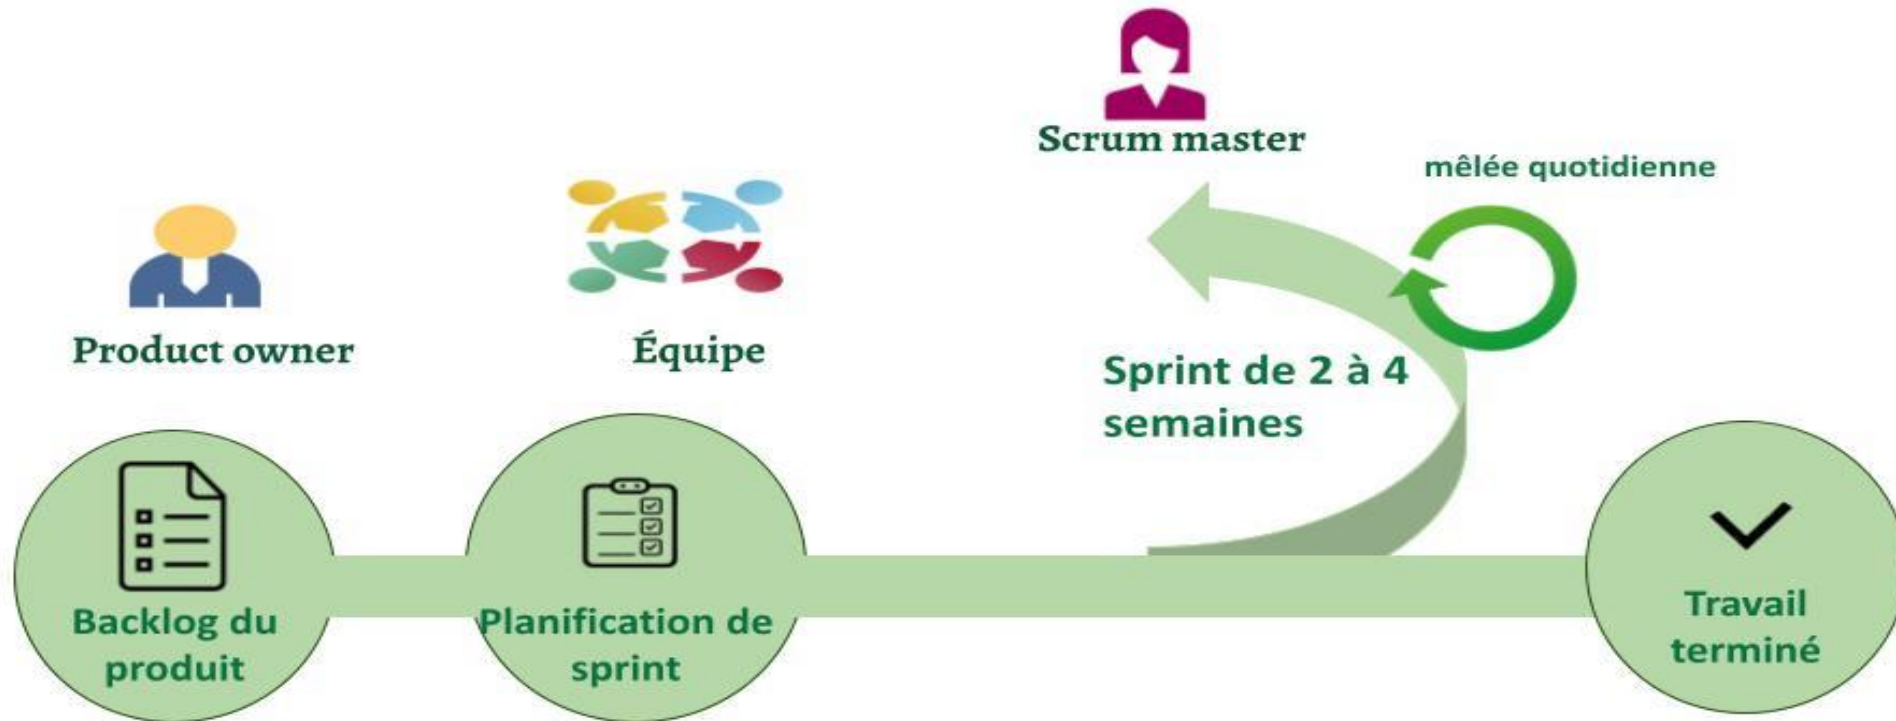 Scrum master
mêlée quotidienne
Product owner
Équipe
Sprint de 2 à 4
semaines
Backlog du
produit
Planification de
sprint
Travail
terminé